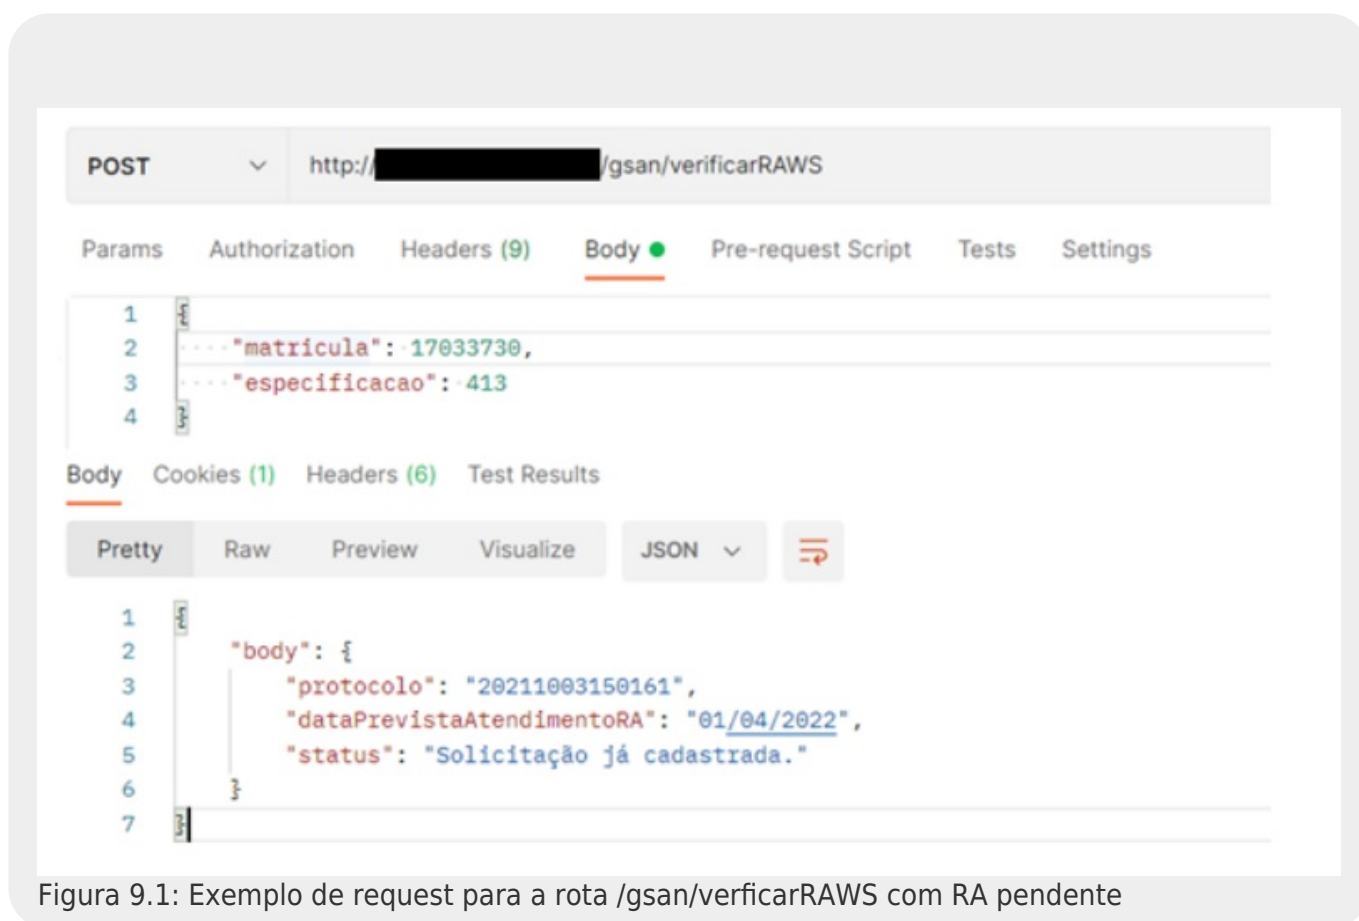 POST http:// /gsan/verificarRAWS
Params Authorization Headers (9) Body Pre-request Script Tests Settings
1 {
2 "matricula": 17033730,
3 "especificacao": 413
4 }
Body Cookies (1) Headers (6) Test Results
Pretty Raw Preview Visualize JSON
1 {
2 "body": {
3 "protocolo": "20211003150161",
4 "dataPrevistaAtendimentoRA": "01/04/2022",
5 "status": "Solicitação já cadastrada."
6 }
7 }
Figura 9.1: Exemplo de request para a rota /gsan/verficarRAWS com RA pendente